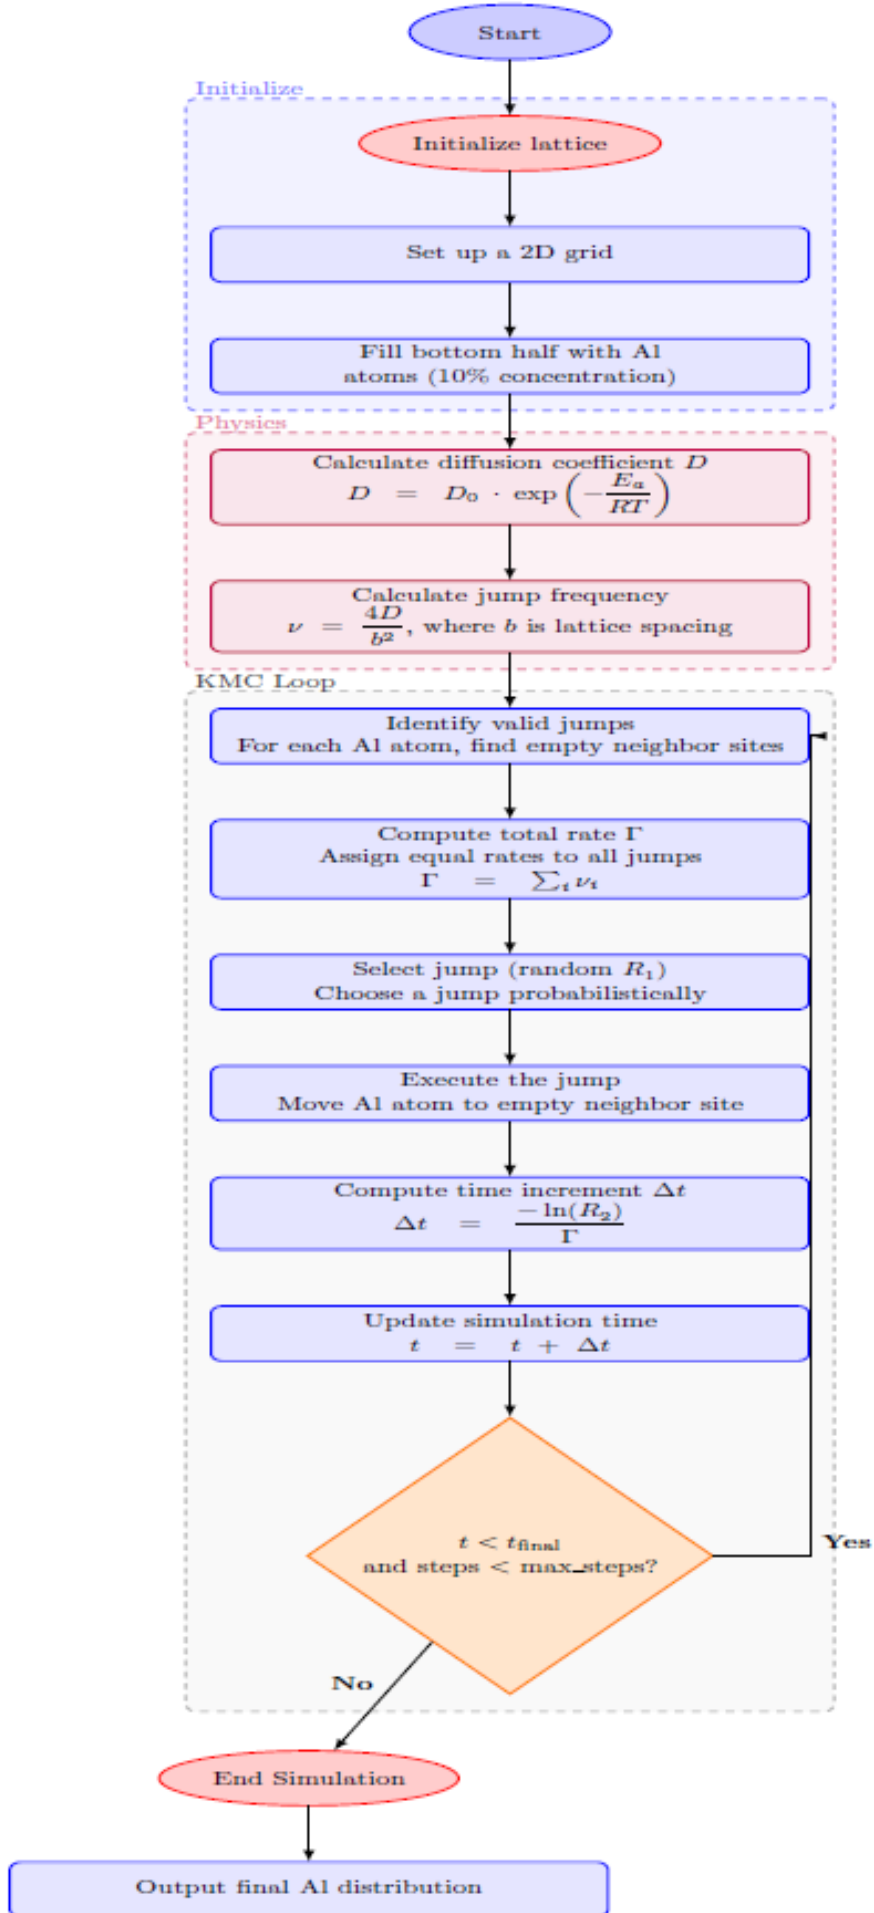 Start
Initialize
Initialize lattice
Set up a 2D grid
Fill bottom half with Al
atoms (10% concentration)
Physics
Calculate diffusion coefficient D
D = D₀ · exp(−E_a/RT)
Calculate jump frequency
ν = 4D/b², where b is lattice spacing
KMC Loop
Identify valid jumps
For each Al atom, find empty neighbor sites
Compute total rate Γ
Assign equal rates to all jumps
Γ = ∑ᵢ νᵢ
Select jump (random R₁)
Choose a jump probabilistically
Execute the jump
Move Al atom to empty neighbor site
Compute time increment Δt
Δt = −ln(R₂)/Γ
Update simulation time
t = t + Δt
t < t_final
and steps < max_steps?
Yes
No
End Simulation
Output final Al distribution